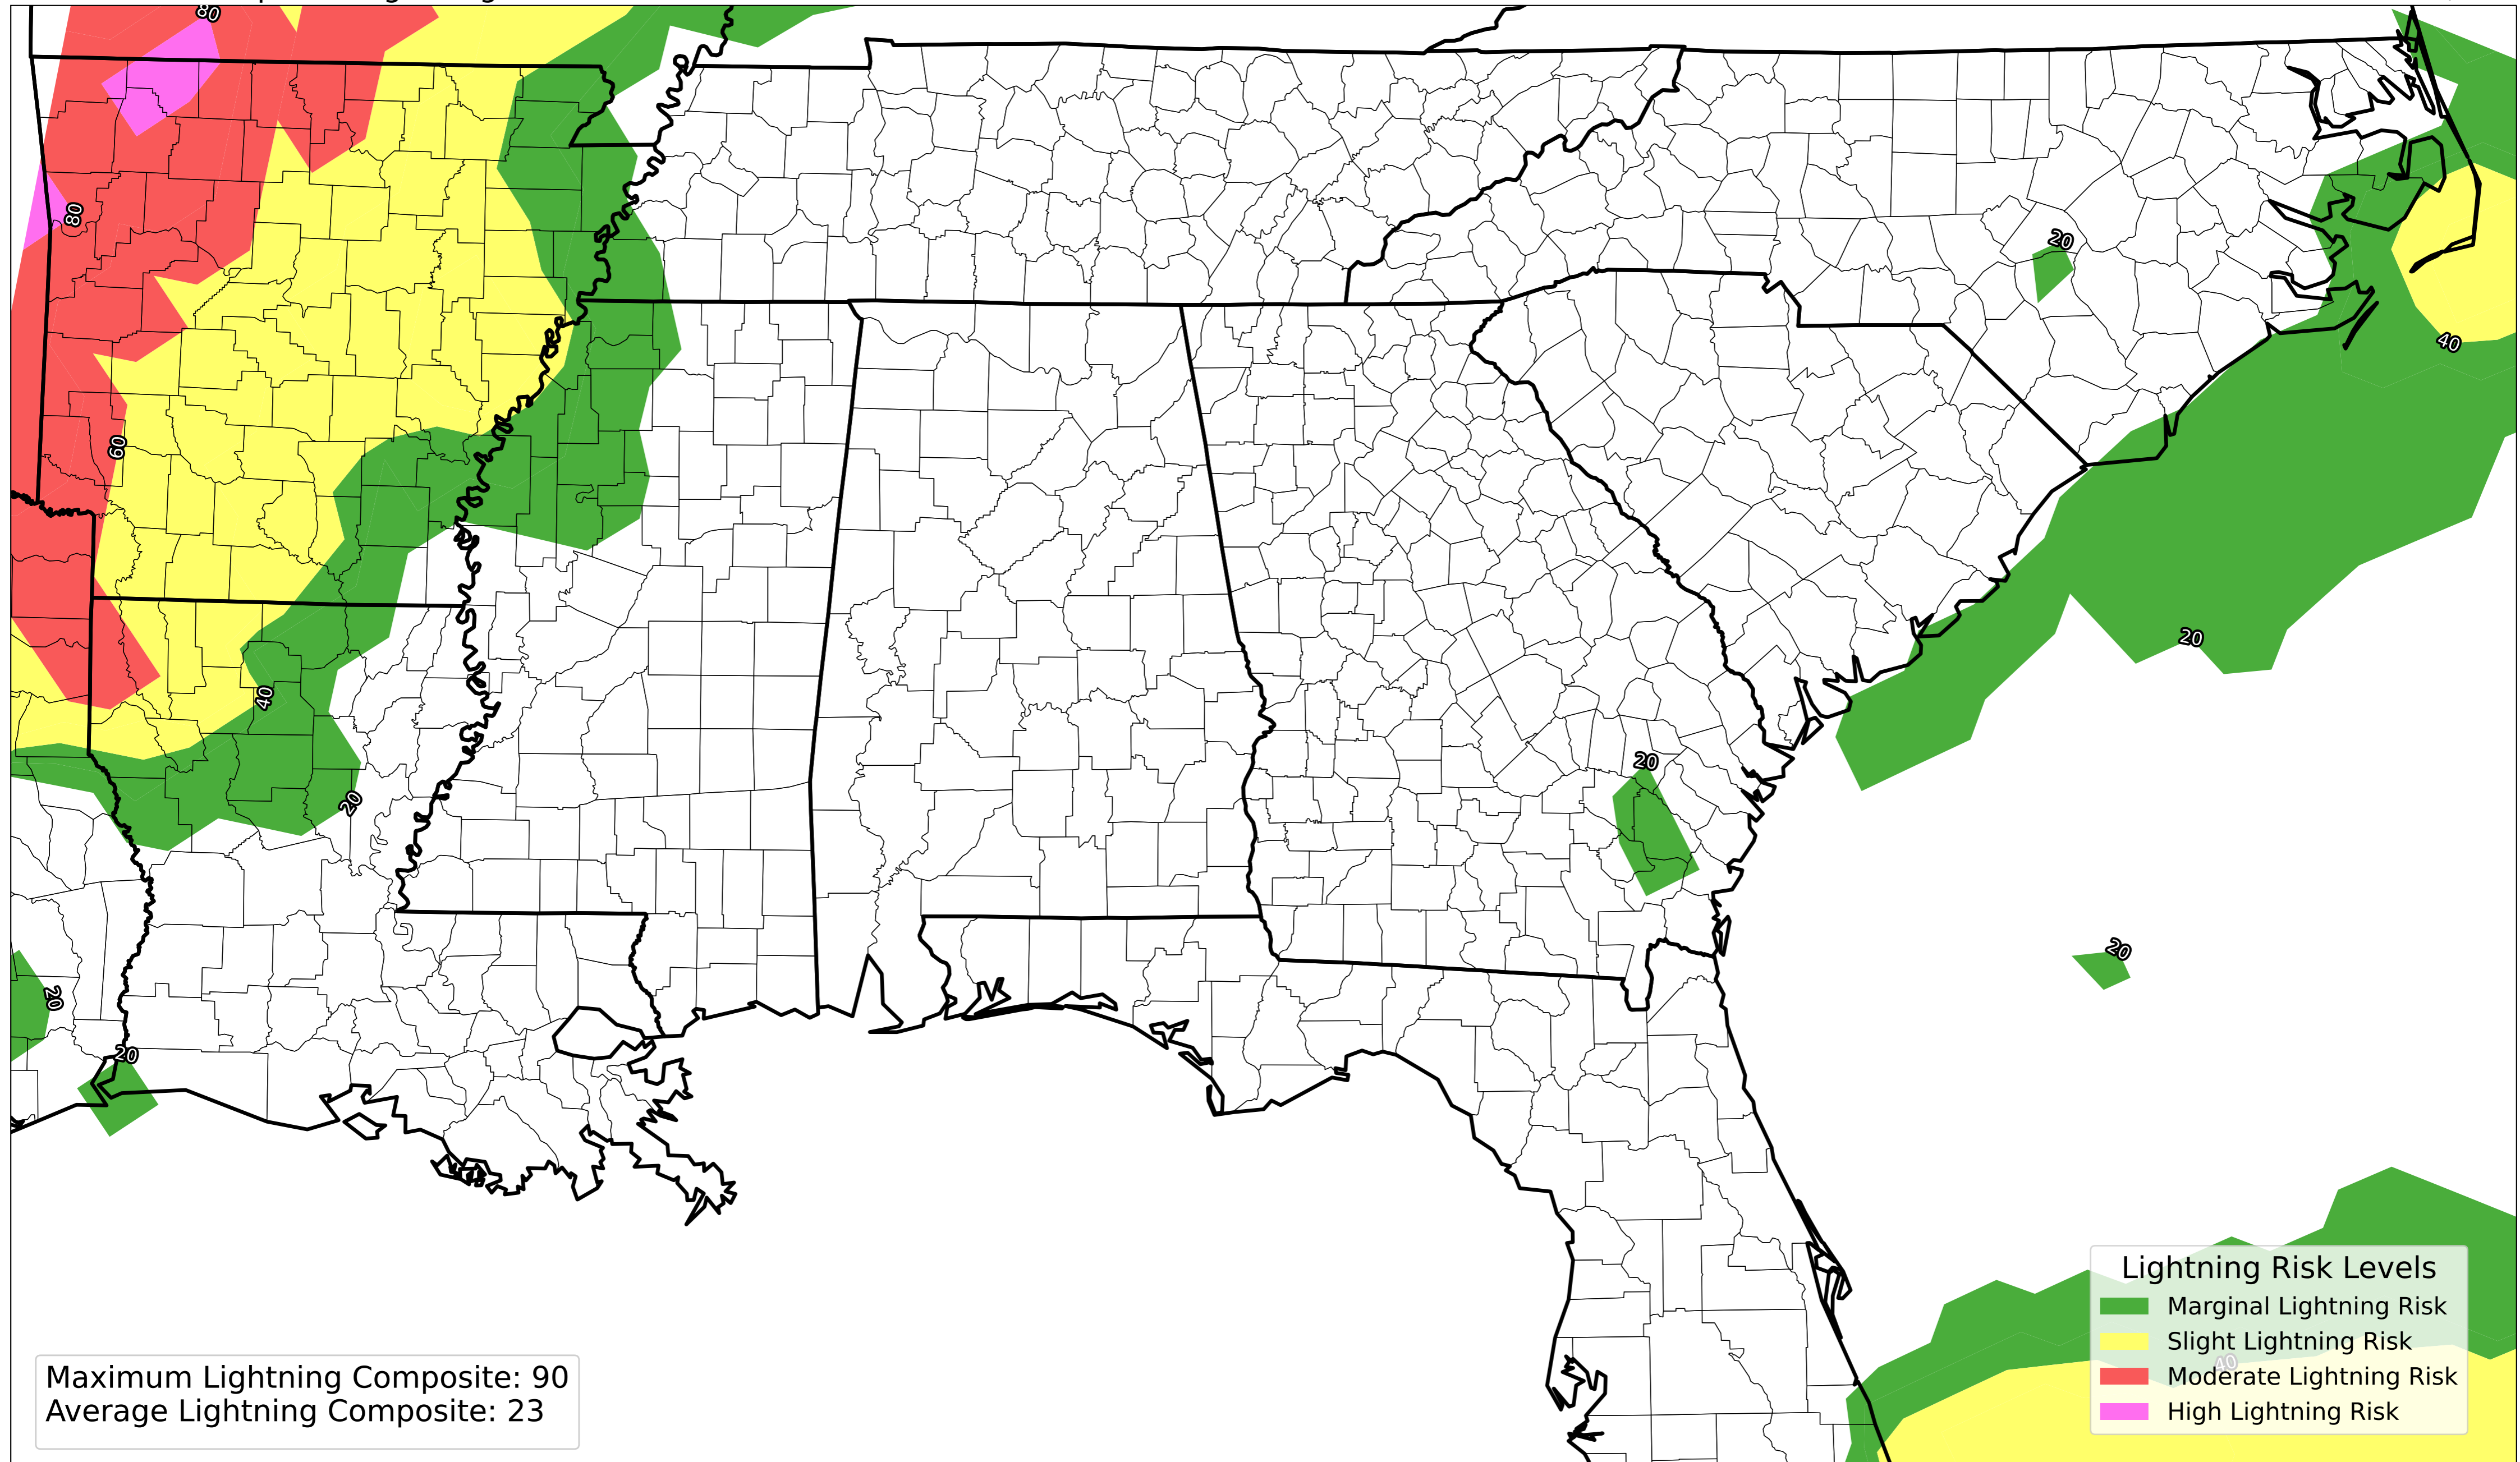 80
80
20
40
60
20
40
20
20
20
20
20
40
Lightning Risk Levels
Marginal Lightning Risk
Slight Lightning Risk
Moderate Lightning Risk
High Lightning Risk
Maximum Lightning Composite: 90
Average Lightning Composite: 23